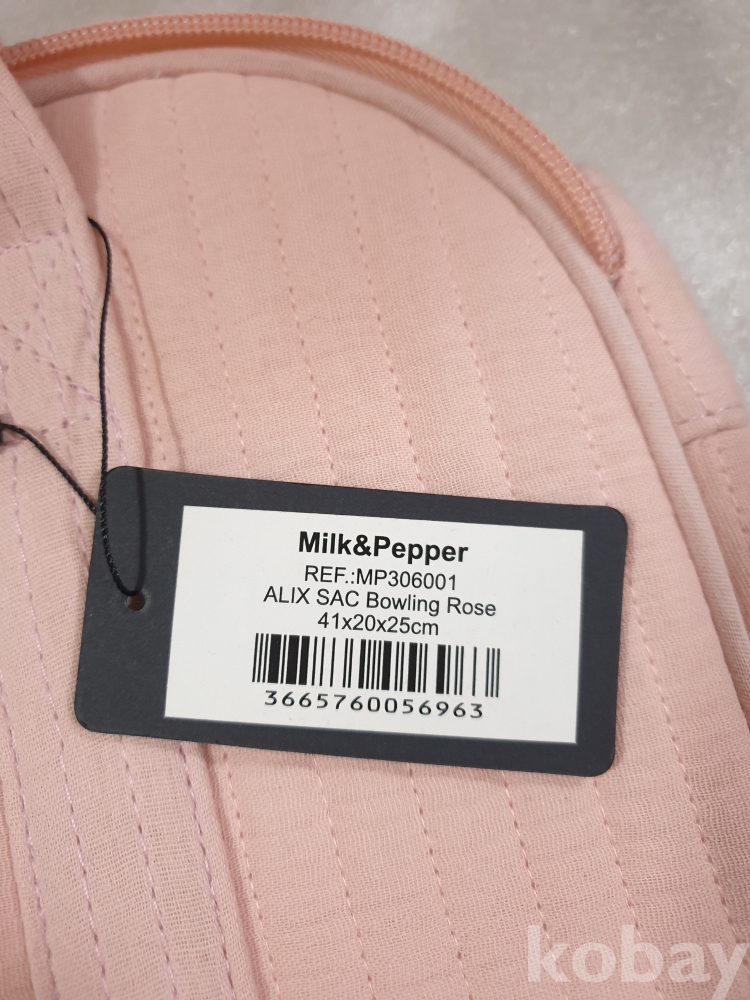 Milk&Pepper
REF.:MP306001
ALIX SAC Bowling Rose
41x20x25cm
3665760056963
kobay